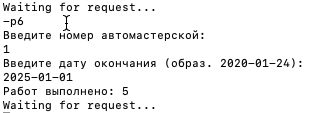 Waiting for request...
-p6
Введите номер автомастерской:
1
Введите дату окончания (образ. 2020-01-24):
2025-01-01
Работ выполнено: 5
Waiting for request...